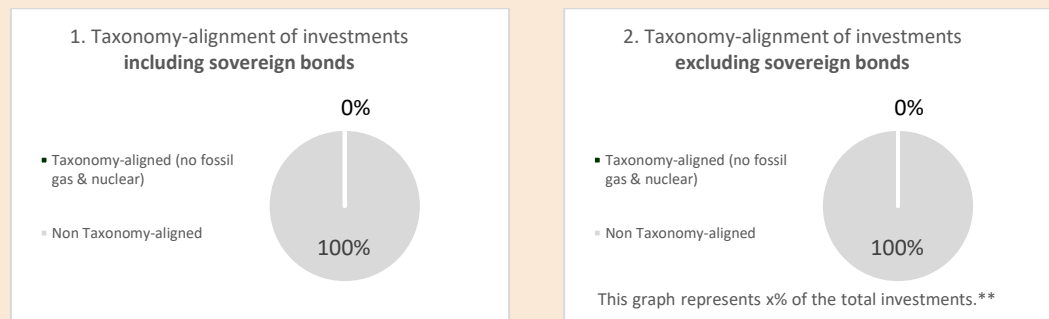 1. Taxonomy-alignment of investments
including sovereign bonds
0%
Taxonomy-aligned (no fossil
gas & nuclear)
Non Taxonomy-aligned
100%
2. Taxonomy-alignment of investments
excluding sovereign bonds
0%
Taxonomy-aligned (no fossil
gas & nuclear)
Non Taxonomy-aligned
100%
This graph represents x% of the total investments.**